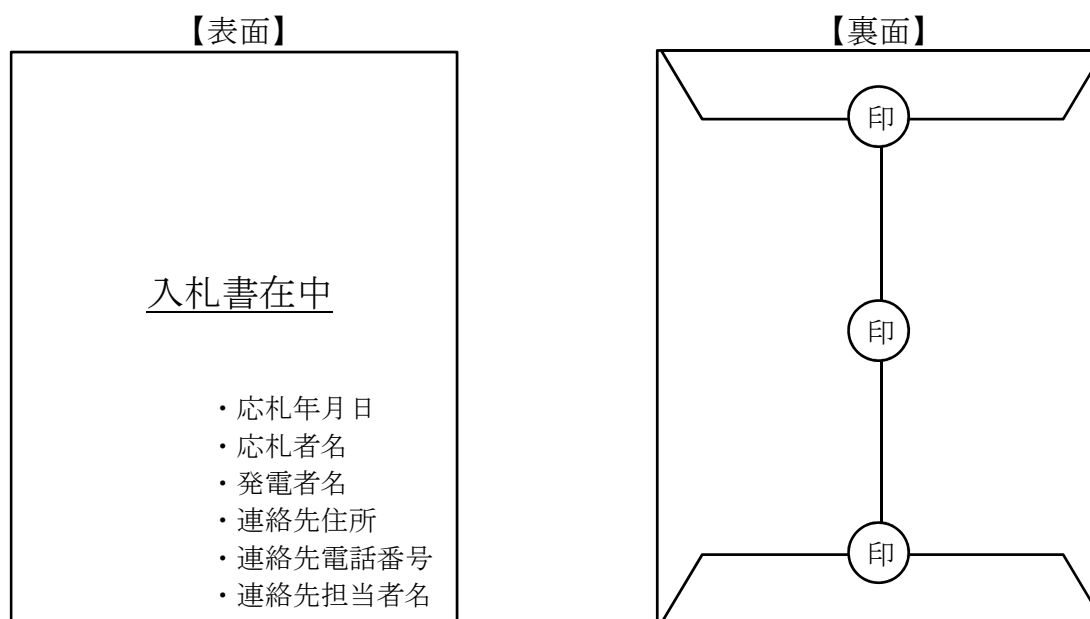 【表面】
入札書在中
・応札年月日
・応札者名
・発電者名
・連絡先住所
・連絡先電話番号
・連絡先担当者名
【裏面】
印
印
印